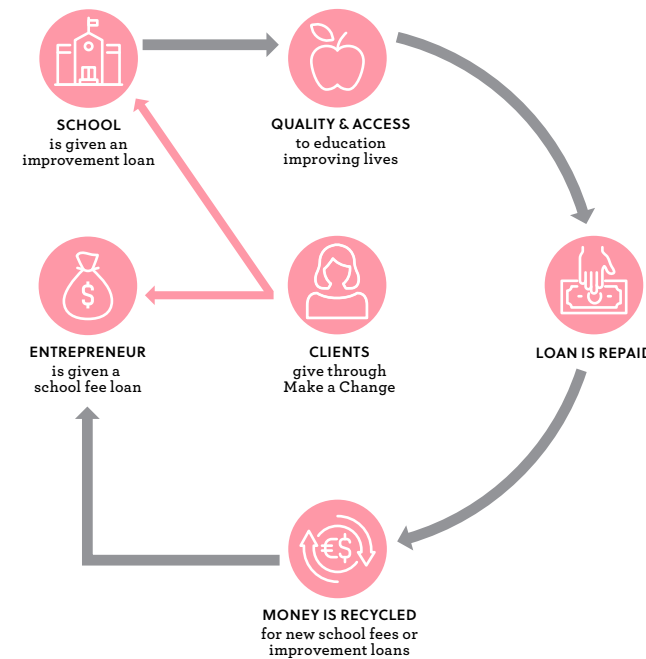 SCHOOL
is given an
improvement loan
QUALITY & ACCESS
to education
improving lives
$
ENTREPRENEUR
is given a
school fee loan
CLIENTS
give through
Make a Change
LOAN IS REPAID
€$
MONEY IS RECYCLED
for new school fees or
improvement loans